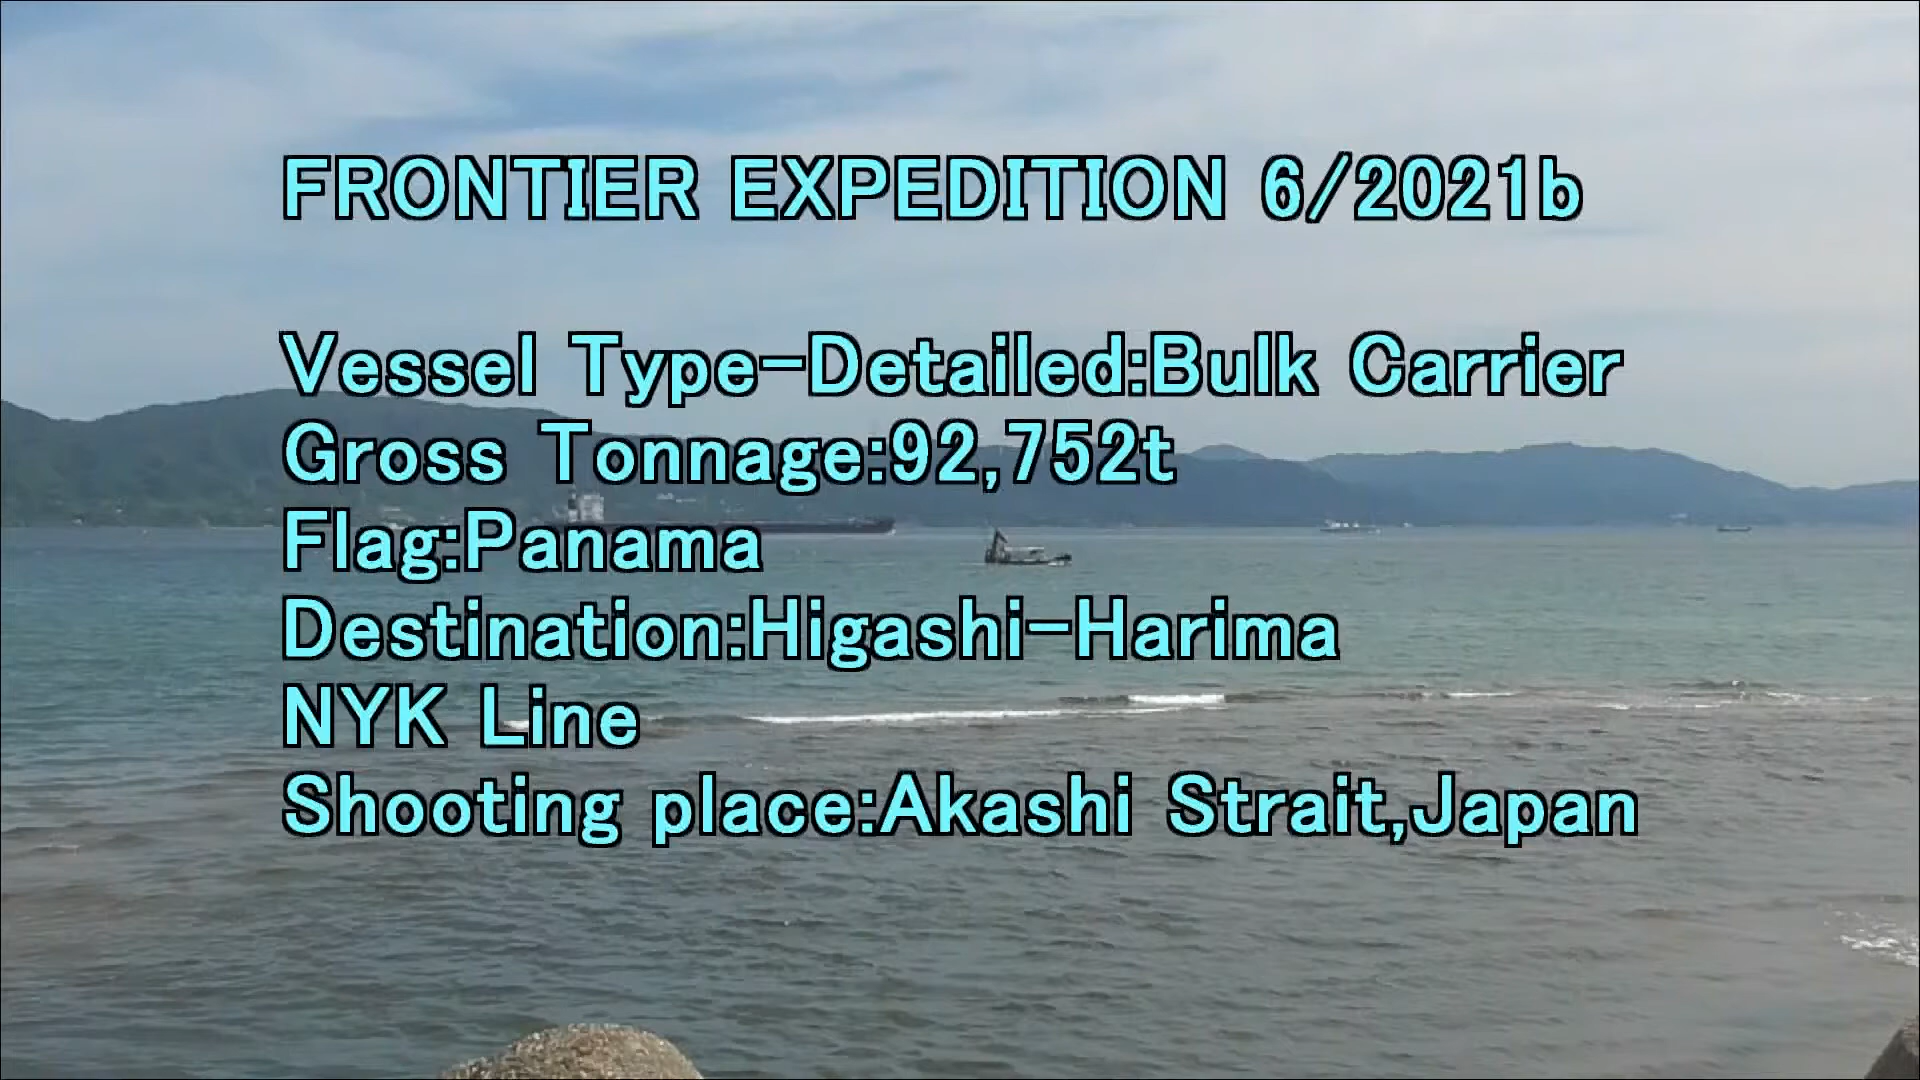 FRONTIER EXPEDITION 6/2021b
Vessel Type-Detailed:Bulk Carrier
Gross Tonnage:92,752t
Flag:Panama
Destination:Higashi-Harima
NYK Line
Shooting place:Akashi Strait,Japan